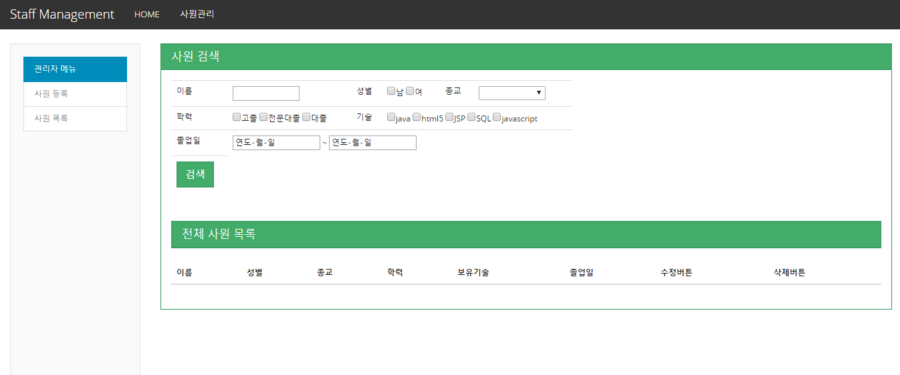 Staff Management HOME 사원관리
관리자 메뉴
사원 등록
사원 목록
사원 검색
이름 성별 남 여 종교
학력 고졸 전문대졸 대졸 기술 java html5 JSP SQL javascript
졸업일 연도-월-일 ~ 연도-월-일
검색
전체 사원 목록
이름 성별 종교 학력 보유기술 졸업일 수정버튼 삭제버튼